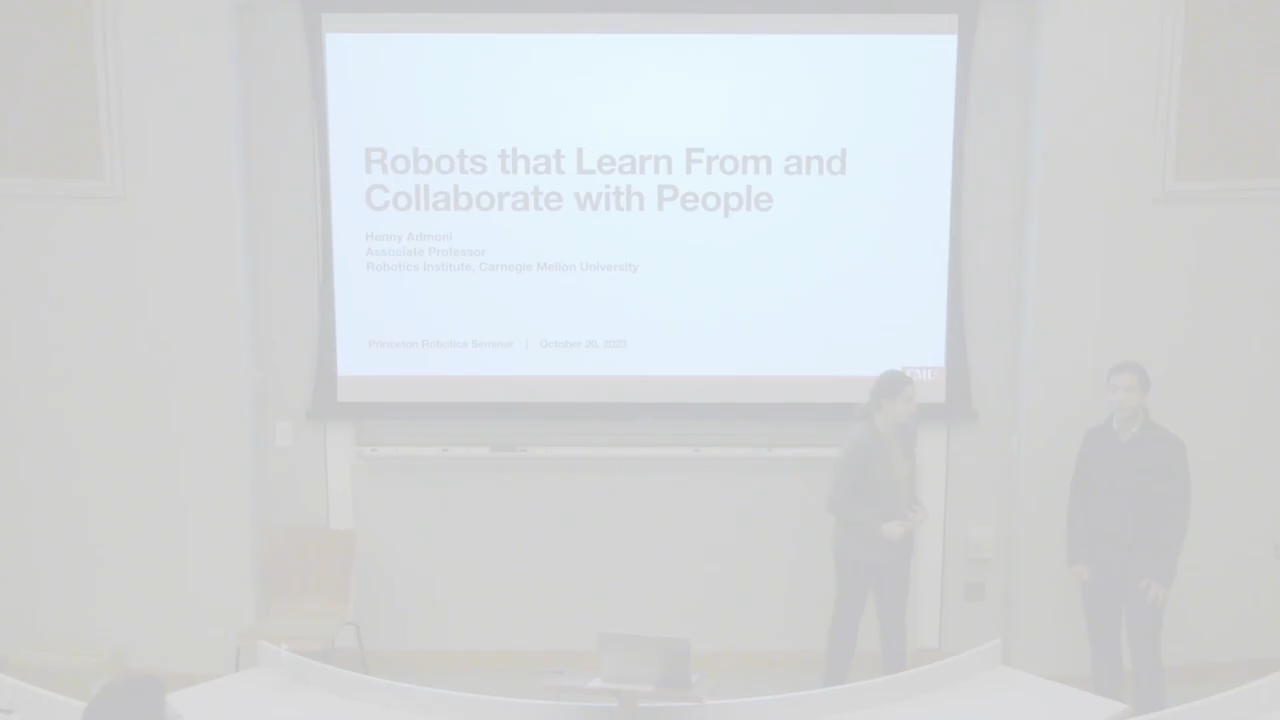 Robots that Learn From and
Collaborate with People
Henny Admoni
Associate Professor
Robotics Institute, Carnegie Mellon University
Princeton Robotics Seminar | October 20, 2023
CMU